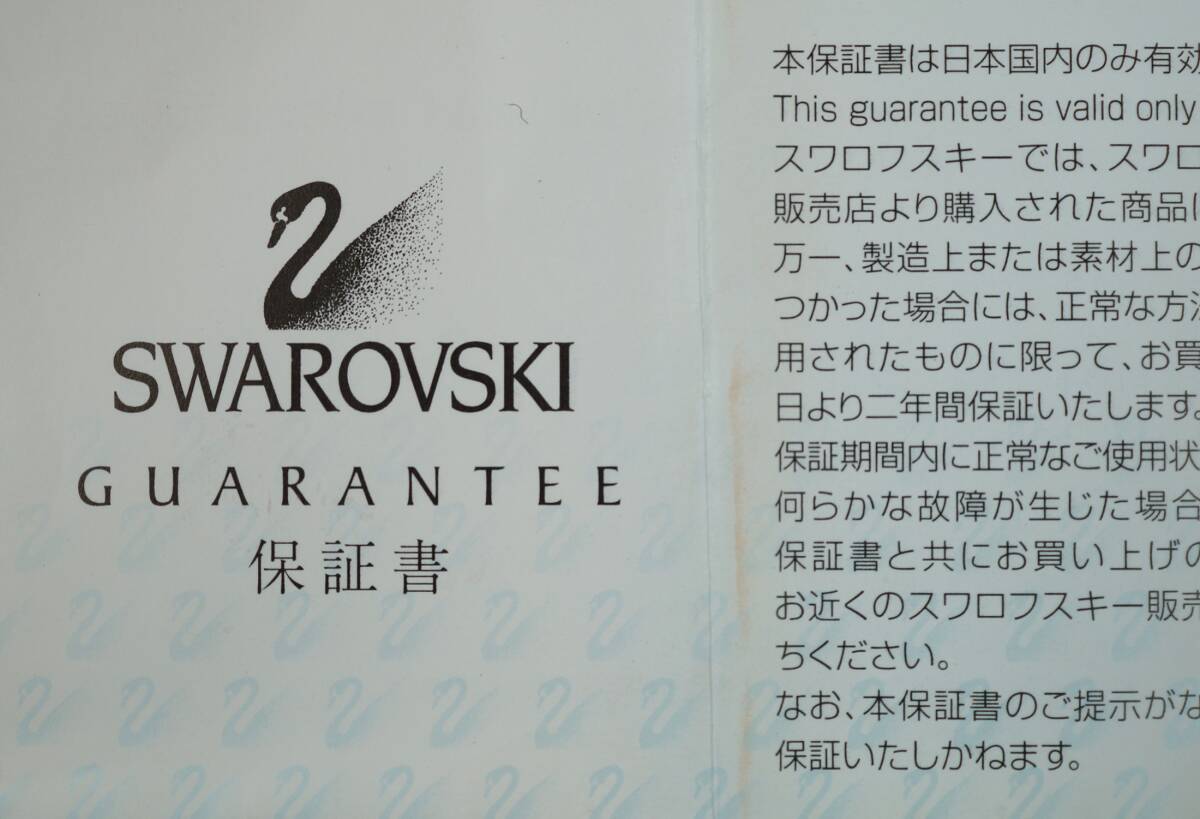 SWAROVSKI
GUARANTEE
保証書
本保証書は日本国内のみ有効
This guarantee is valid only
スワロフスキーでは、スワロ
販売店より購入された商品に
万一、製造上または素材上の
つかった場合には、正常な方法
用されたものに限って、お買
日より二年間保証いたします。
保証期間内に正常なご使用状
何らかな故障が生じた場合
保証書と共にお買い上げの
お近くのスワロフスキー販売
ちください。
なお、本保証書のご提示がな
保証いたしかねます。